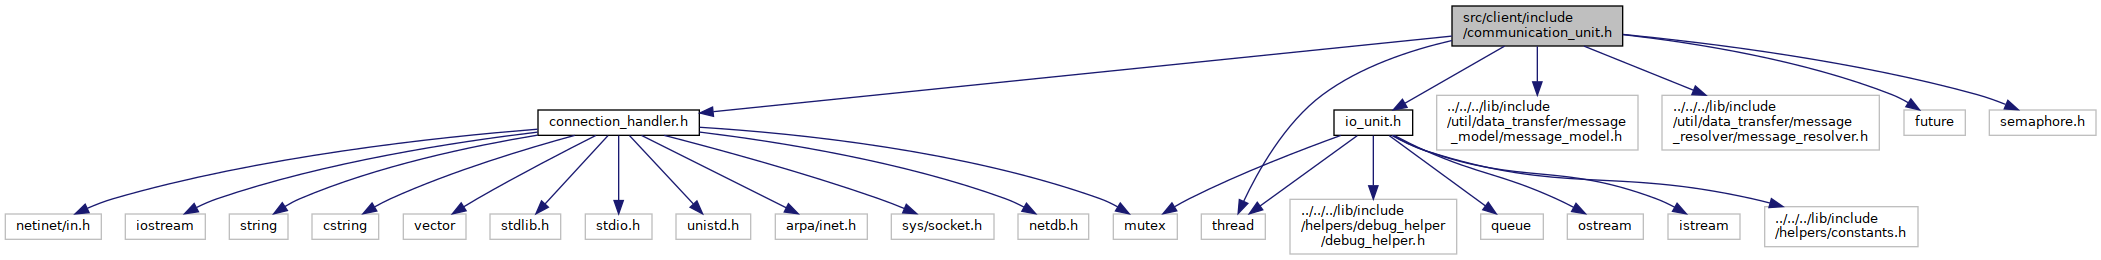 src/client/include
/communication_unit.h
connection_handler.h
io_unit.h
../../../lib/include
/util/data_transfer/message
_model/message_model.h
../../../lib/include
/util/data_transfer/message
_resolver/message_resolver.h
future
semaphore.h
netinet/in.h
iostream
string
cstring
vector
stdlib.h
stdio.h
unistd.h
arpa/inet.h
sys/socket.h
netdb.h
mutex
thread
../../../lib/include
/helpers/debug_helper
/debug_helper.h
queue
ostream
istream
../../../lib/include
/helpers/constants.h